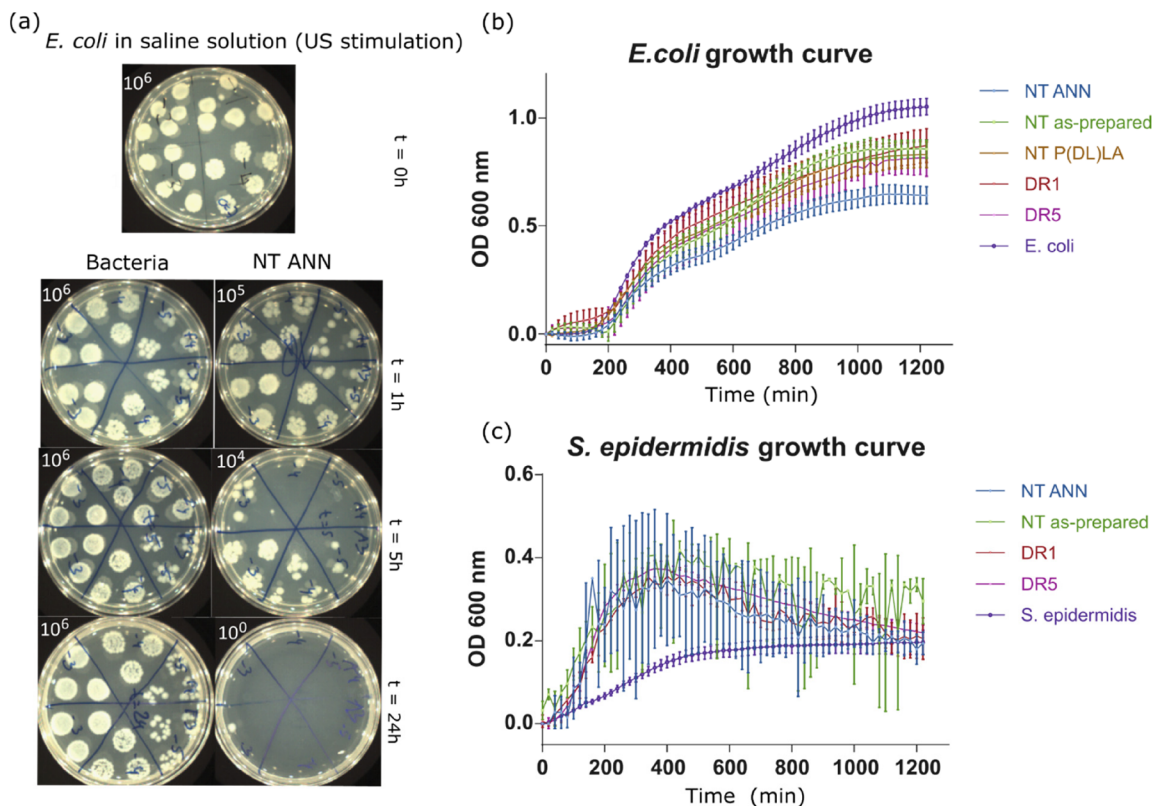 (a)
E. coli in saline solution (US stimulation)
10⁶
t = 0h
Bacteria
NT ANN
10⁶
10⁵
t = 1h
10⁶
10⁴
t = 5h
10⁶
10⁰
t = 24h
(b)
E.coli growth curve
OD 600 nm
1.0
0.5
0.0
0
200
400
600
800
1000
1200
Time (min)
NT ANN
NT as-prepared
NT P(DL)LA
DR1
DR5
E. coli
(c)
S. epidermidis growth curve
OD 600 nm
0.6
0.4
0.2
0.0
0
200
400
600
800
1000
1200
Time (min)
NT ANN
NT as-prepared
DR1
DR5
S. epidermidis